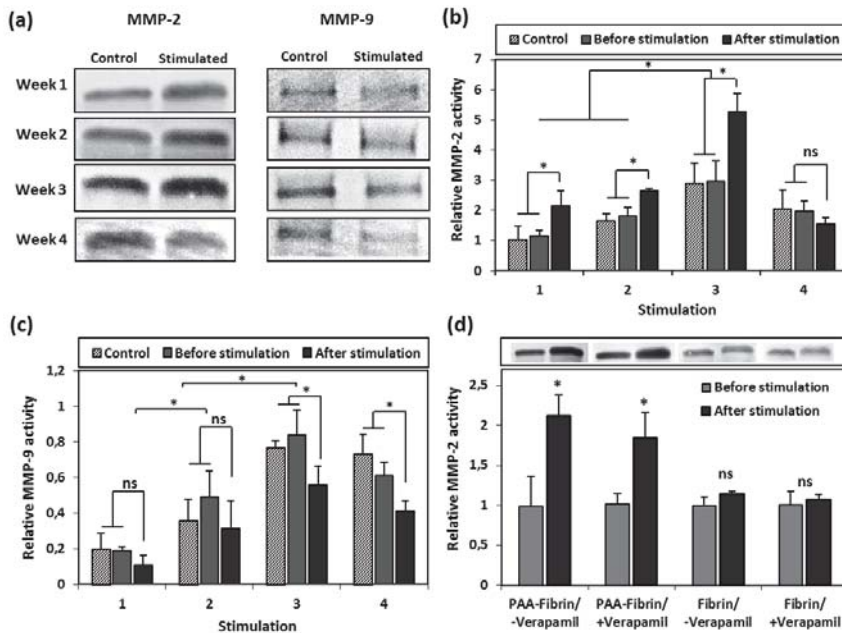 (a)
MMP-2 MMP-9
Control Stimulated Control Stimulated
Week 1
Week 2
Week 3
Week 4
(b)
Control Before stimulation After stimulation
Relative MMP-2 activity
7
6
5
4
3
2
1
0
*
*
*
*
ns
1 2 3 4
Stimulation
(c)
Control Before stimulation After stimulation
Relative MMP-9 activity
1,2
1
0,8
0,6
0,4
0,2
0
ns
*
ns
*
*
*
1 2 3 4
Stimulation
(d)
Before stimulation
After stimulation
Relative MMP-2 activity
2,5
2
1,5
1
0,5
0
*
*
ns
ns
PAA-Fibrin/ PAA-Fibrin/ Fibrin/ Fibrin/
-Verapamil +Verapamil -Verapamil +Verapamil